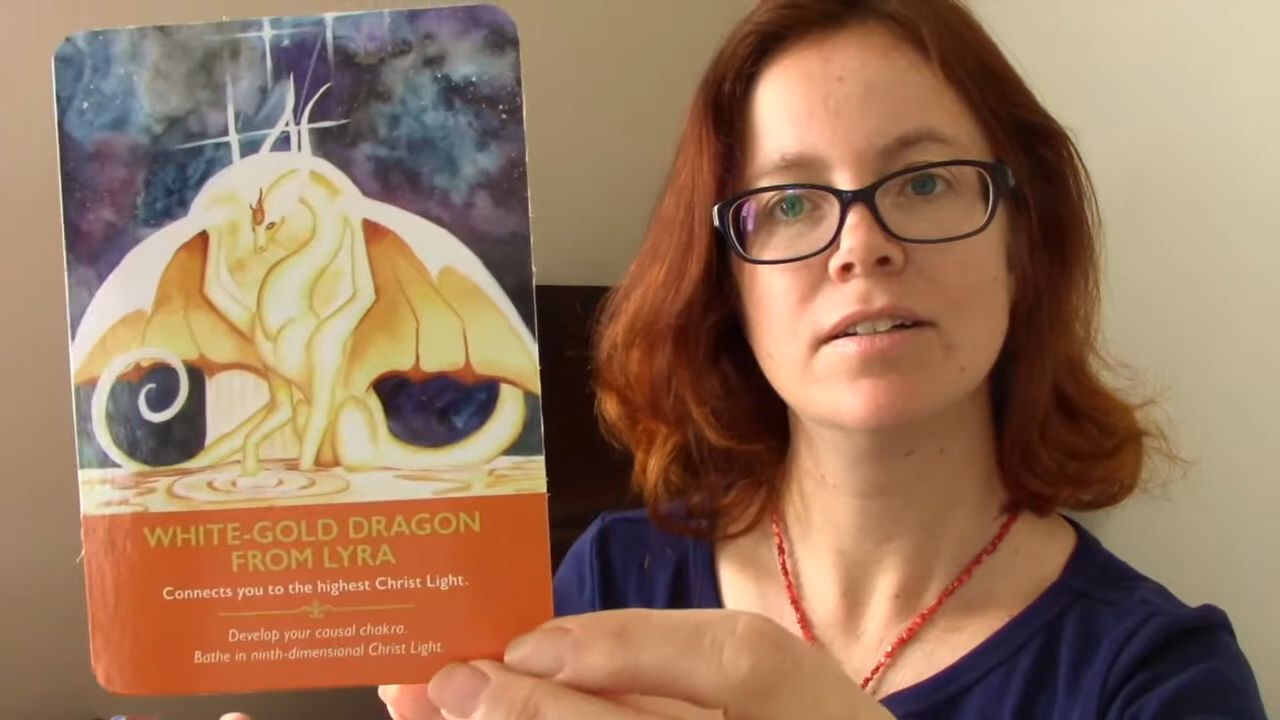 WHITE-GOLD DRAGON
FROM LYRA
Connects you to the highest Christ Light.
Develop your causal chakra.
Bathe in ninth-dimensional Christ Light.